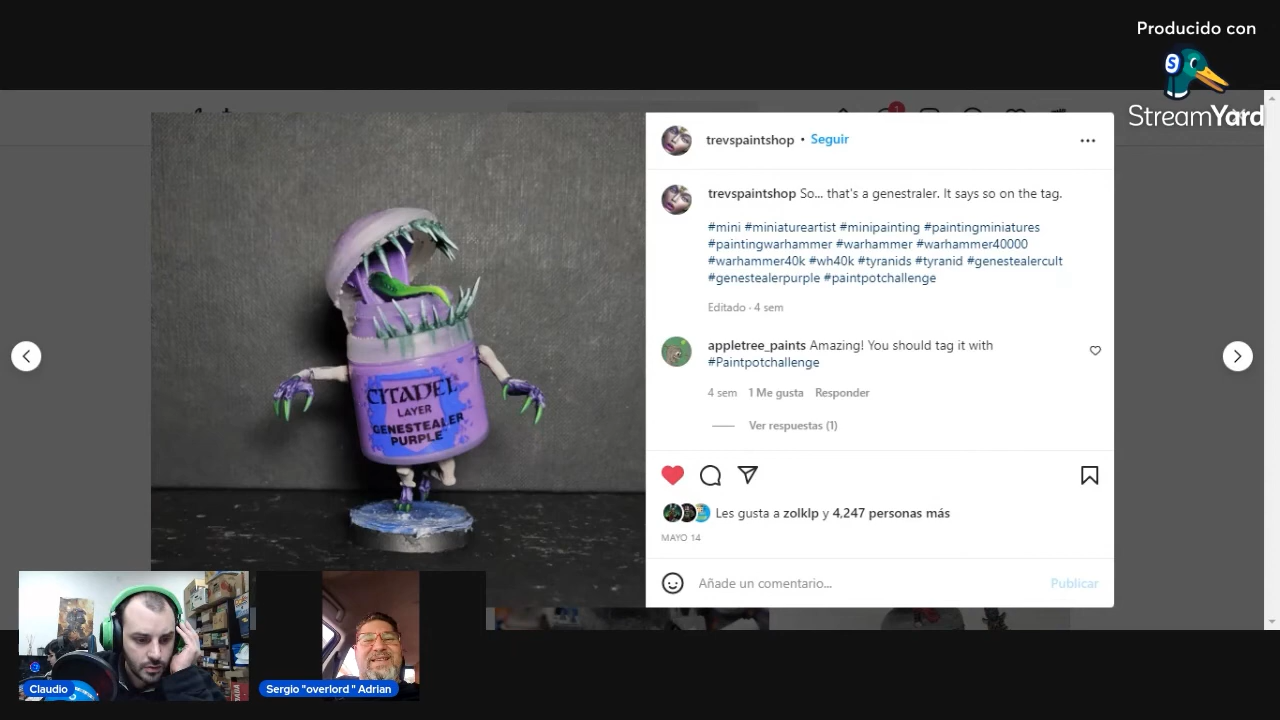 Producido con
StreamYard
trevspaintshop • Seguir
trevspaintshop So... that's a genestraler. It says so on the tag.
#mini #miniatureartist #minipainting #paintingminiatures
#paintingwarhammer #warhammer #warhammer40000
#warhammer40k #wh40k #tyranids #tyranid #genestealercult
#genestealerpurple #paintpotchallenge
Editado · 4 sem
appletree_paints Amazing! You should tag it with
#Paintpotchallenge
4 sem 1 Me gusta Responder
Ver respuestas (1)
Les gusta a zolklp y 4,247 personas más
MAYO 14
Añade un comentario...
Publicar
CITADEL
LAYER
GENESTEALER
PURPLE
Claudio
Sergio "overlord " Adrian